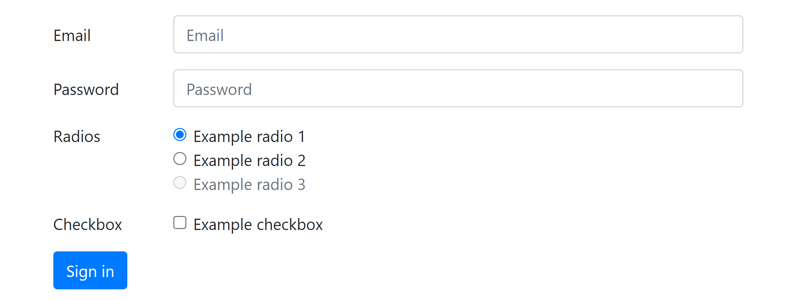 Email Email
Password Password
Radios Example radio 1
Example radio 2
Example radio 3
Checkbox Example checkbox
Sign in